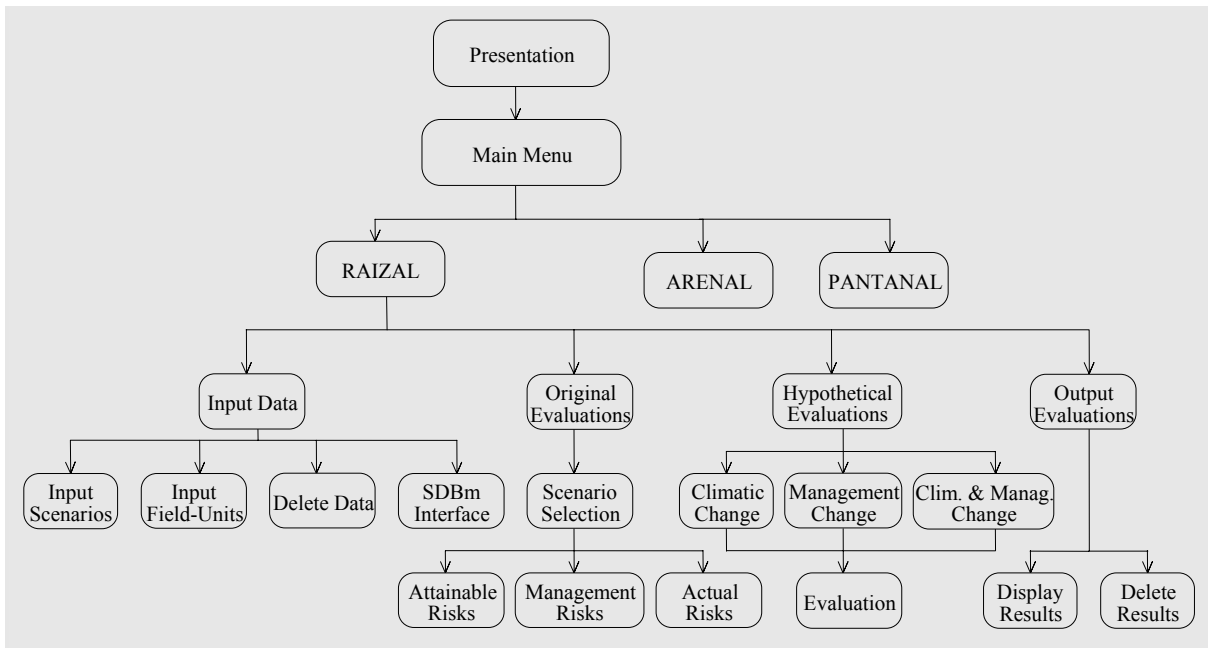 Presentation
Main Menu
RAIZAL
ARENAL
PANTANAL
Input Data
Original
Evaluations
Hypothetical
Evaluations
Output
Evaluations
Input
Scenarios
Input
Field-Units
Delete Data
SDBm
Interface
Scenario
Selection
Climatic
Change
Management
Change
Clim. & Manag.
Change
Attainable
Risks
Management
Risks
Actual
Risks
Evaluation
Display
Results
Delete
Results